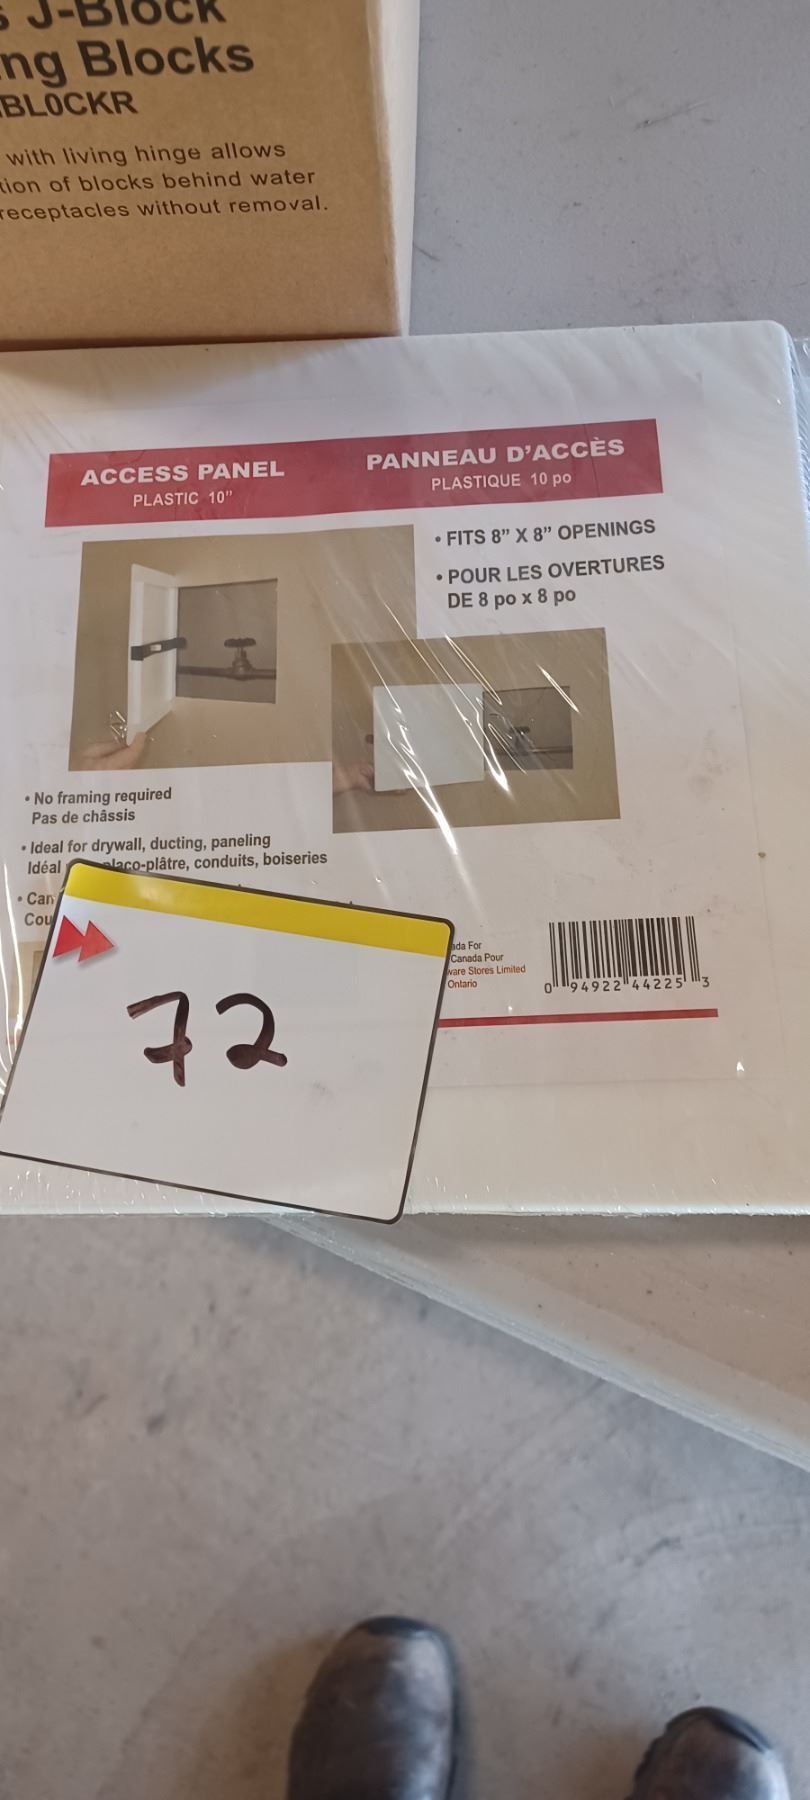 J-Block
ng Blocks
BL0CKR
with living hinge allows
tion of blocks behind water
receptacles without removal.
ACCESS PANEL
PLASTIC 10"
PANNEAU D'ACCÈS
PLASTIQUE 10 po
• FITS 8" X 8" OPENINGS
• POUR LES OVERTURES
DE 8 po x 8 po
• No framing required
Pas de châssis
• Ideal for drywall, ducting, paneling
Idéal placo-plâtre, conduits, boiseries
• Can
Cou
ada For
Canada Pour
ware Stores Limited
Ontario
0 94922 44225 3
72